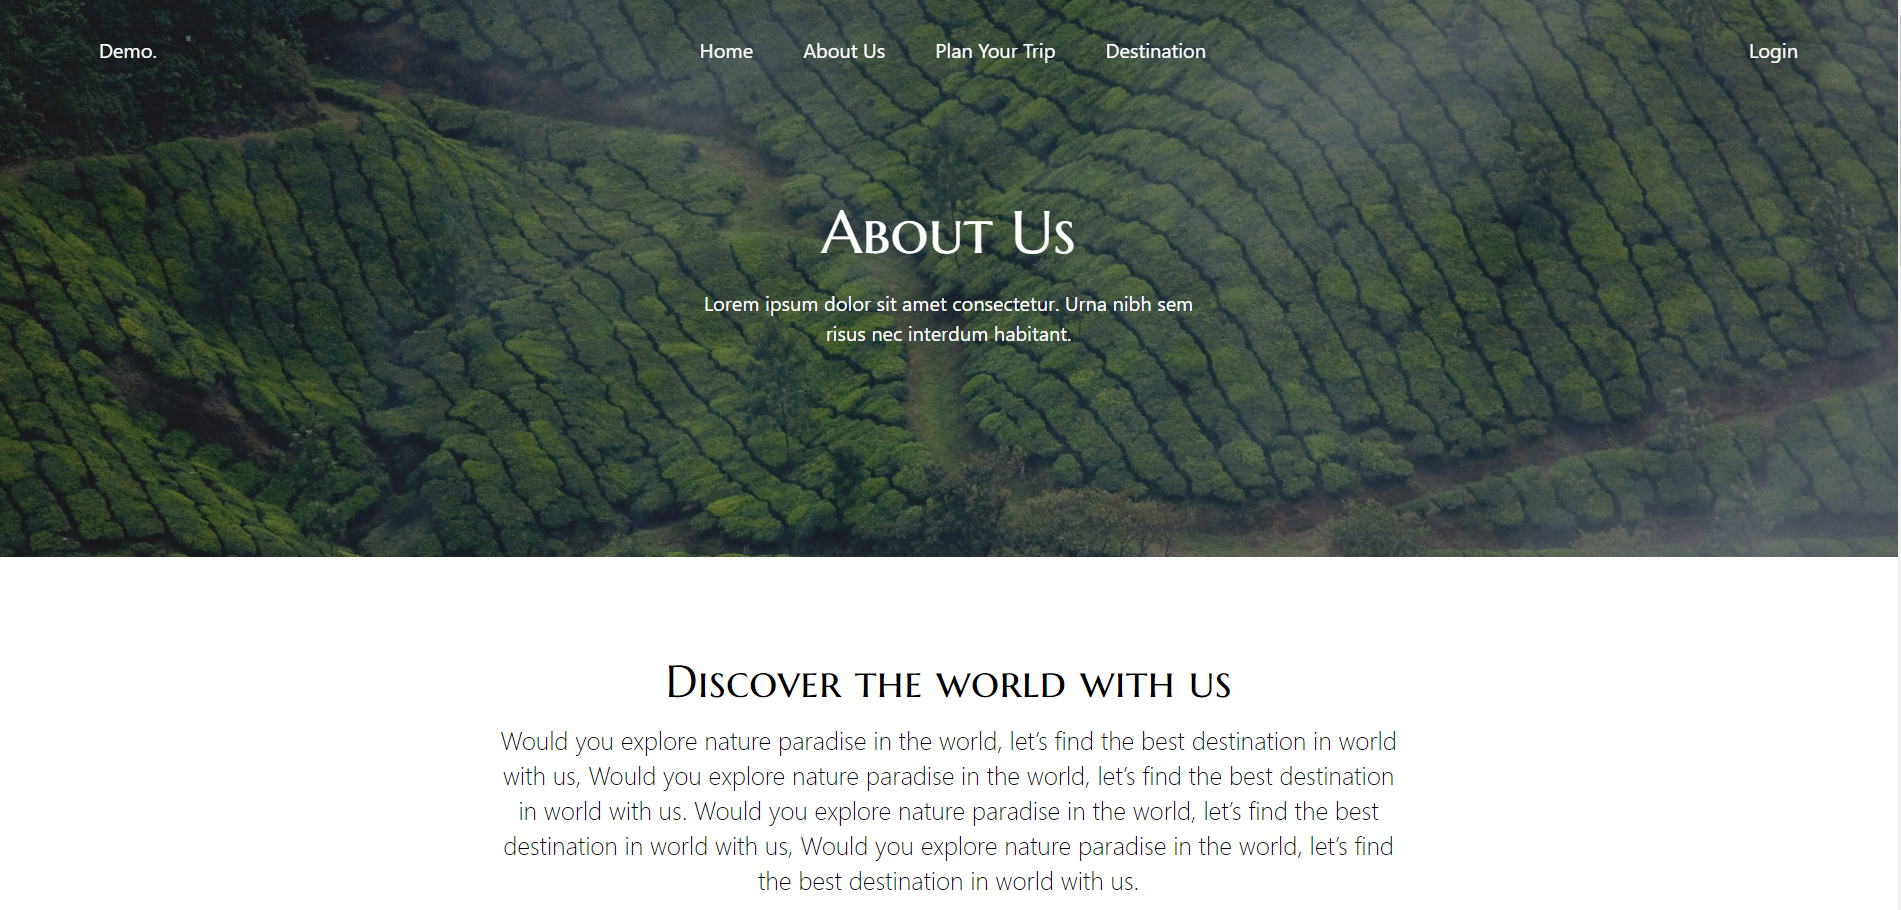 Demo.
Home
About Us
Plan Your Trip
Destination
Login
About Us
Lorem ipsum dolor sit amet consectetur. Urna nibh sem
risus nec interdum habitant.
Discover the world with us
Would you explore nature paradise in the world, let’s find the best destination in world
with us, Would you explore nature paradise in the world, let’s find the best destination
in world with us. Would you explore nature paradise in the world, let’s find the best
destination in world with us, Would you explore nature paradise in the world, let’s find
the best destination in world with us.